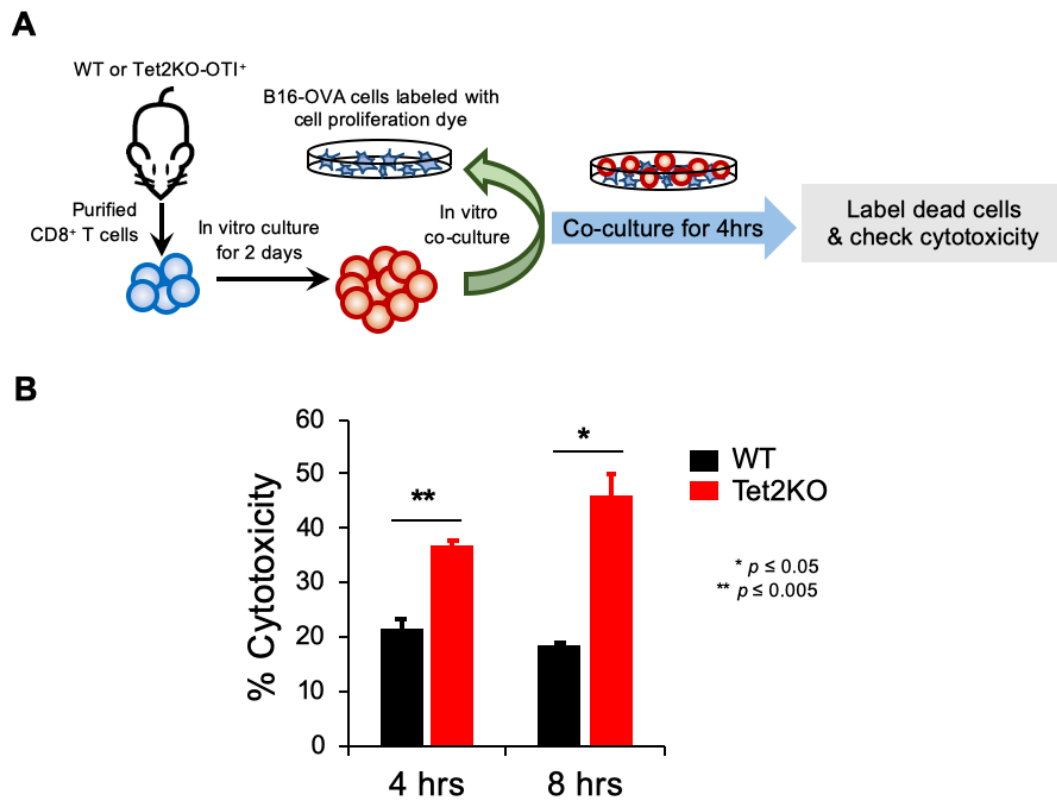 A
WT or Tet2KO-OTI⁺
B16-OVA cells labeled with
cell proliferation dye
Purified
CD8⁺ T cells
In vitro culture
for 2 days
In vitro
co-culture
Co-culture for 4hrs
Label dead cells
& check cytotoxicity
B
% Cytotoxicity
60
50
40
30
20
10
0
**
*
4 hrs
8 hrs
WT
Tet2KO
* p ≤ 0.05
** p ≤ 0.005